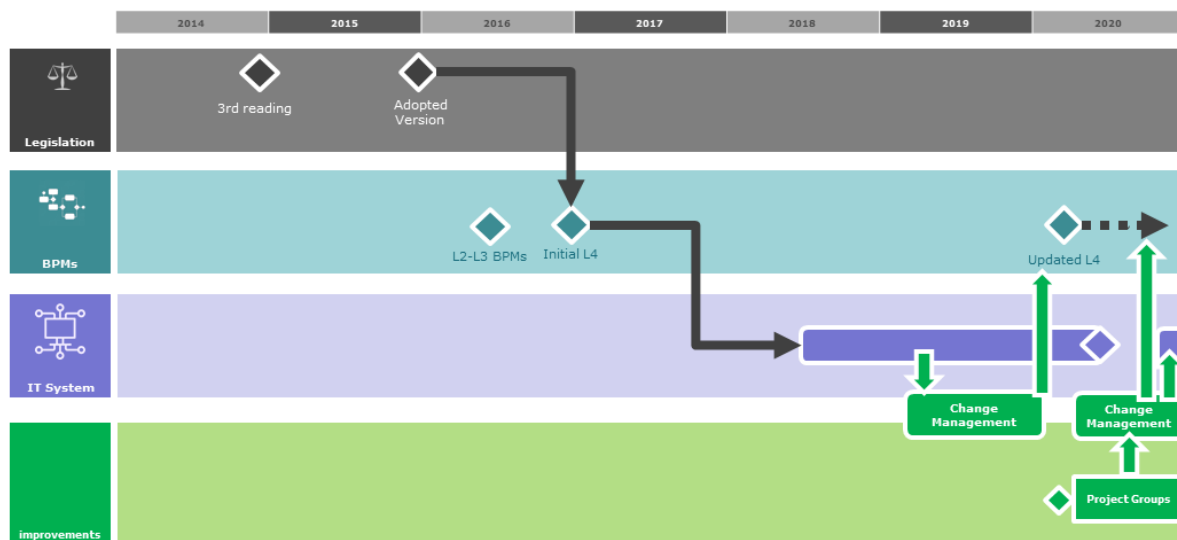 2014 2015 2016 2017 2018 2019 2020
Legislation
3rd reading
Adopted
Version
BPMs
L2-L3 BPMs
Initial L4
Updated L4
IT System
Change
Management
Change
Management
Project Groups
improvements